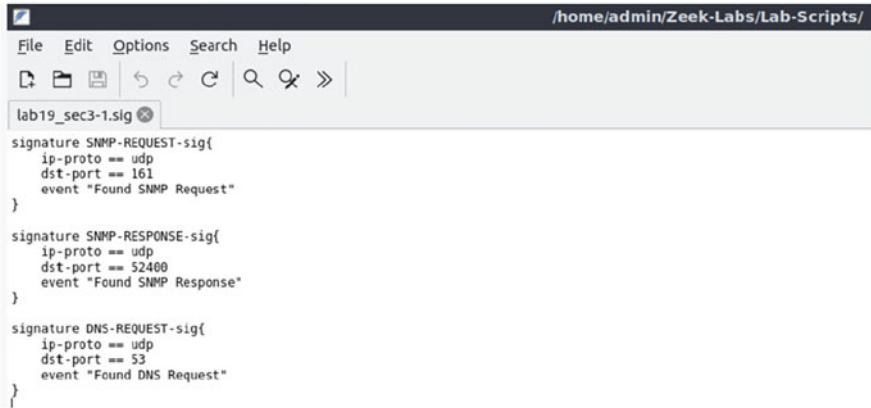 /home/admin/Zeek-Labs/Lab-Scripts/
File Edit Options Search Help
lab19_sec3-1.sig
signature SNMP-REQUEST-sig{
    ip-proto == udp
    dst-port == 161
    event "Found SNMP Request"
}

signature SNMP-RESPONSE-sig{
    ip-proto == udp
    dst-port == 52400
    event "Found SNMP Response"
}

signature DNS-REQUEST-sig{
    ip-proto == udp
    dst-port == 53
    event "Found DNS Request"
}